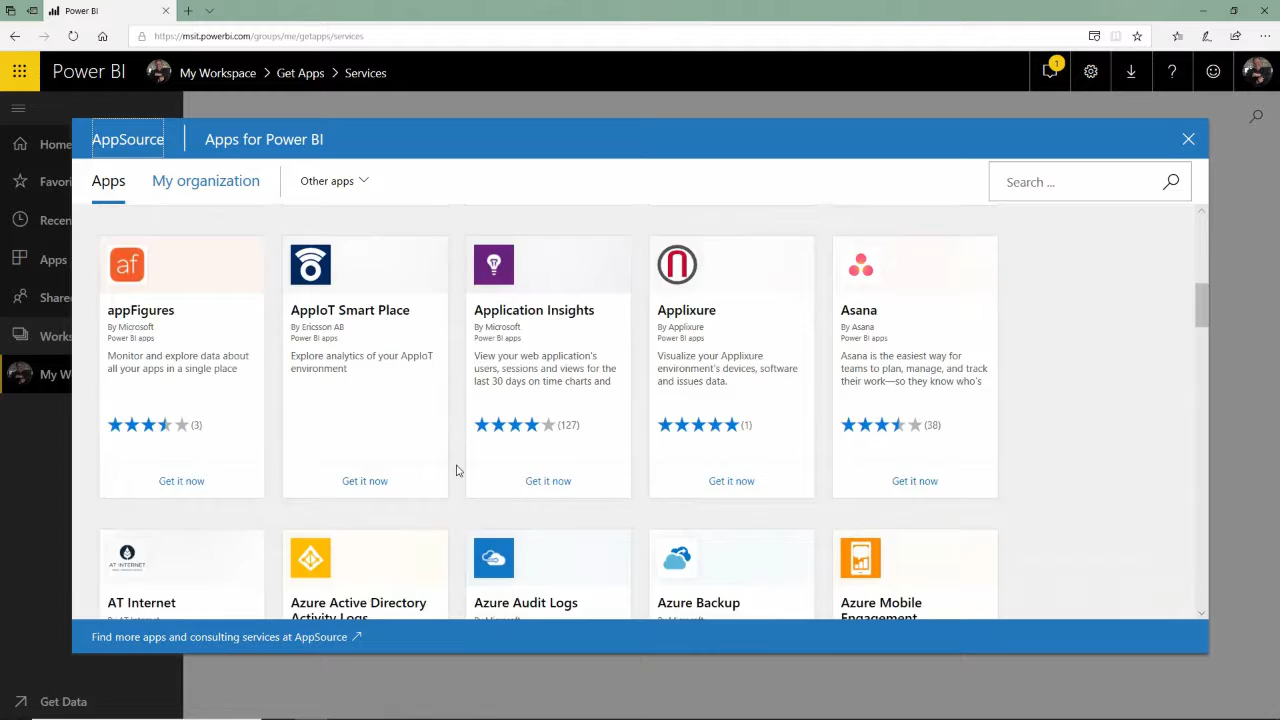 Power BI
https://msit.powerbi.com/groups/me/getapps/services
Power BI
My Workspace > Get Apps > Services
1
?
Home
Favori
Recen
Apps
Share
Works
My W
Get Data
AppSource
Apps for Power BI
Apps
My organization
Other apps
Search ...
af
appFigures
By Microsoft
Power BI apps
Monitor and explore data about
all your apps in a single place
(3)
Get it now
AppIoT Smart Place
By Ericsson AB
Power BI apps
Explore analytics of your AppIoT
environment
Get it now
Application Insights
By Microsoft
Power BI apps
View your web application's
users, sessions and views for the
last 30 days on time charts and
(127)
Get it now
Applixure
By Applixure
Power BI apps
Visualize your Applixure
environment's devices, software
and issues data.
(1)
Get it now
Asana
By Asana
Power BI apps
Asana is the easiest way for
teams to plan, manage, and track
their work—so they know who's
(38)
Get it now
AT INTERNET
AT Internet
Azure Active Directory
Activity Logs
Azure Audit Logs
Azure Backup
Azure Mobile
Engagement
Find more apps and consulting services at AppSource